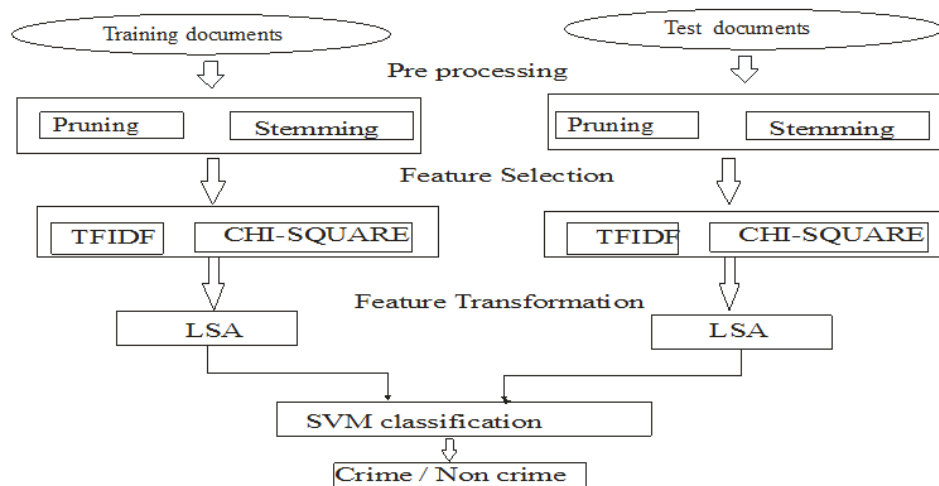 Training documents
Test documents
Pre processing
Pruning
Stemming
Pruning
Stemming
Feature Selection
TFIDF
CHI-SQUARE
TFIDF
CHI-SQUARE
Feature Transformation
LSA
LSA
SVM classification
Crime / Non crime